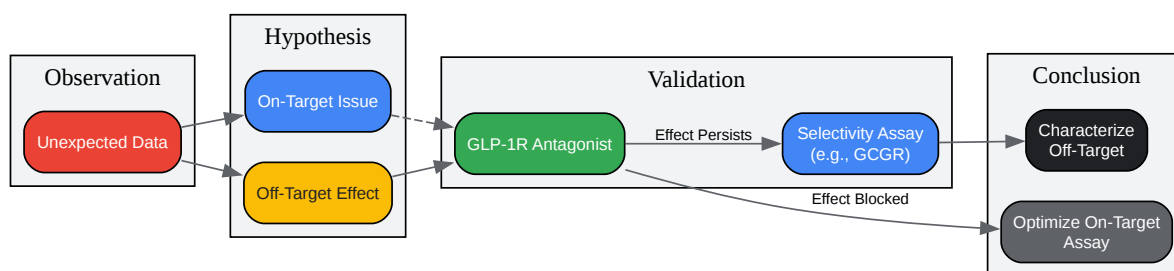 Observation
Unexpected Data
Hypothesis
On-Target Issue
Off-Target Effect
Validation
GLP-1R Antagonist
Effect Persists
Selectivity Assay
(e.g., GCGR)
Effect Blocked
Conclusion
Characterize
Off-Target
Optimize On-Target
Assay